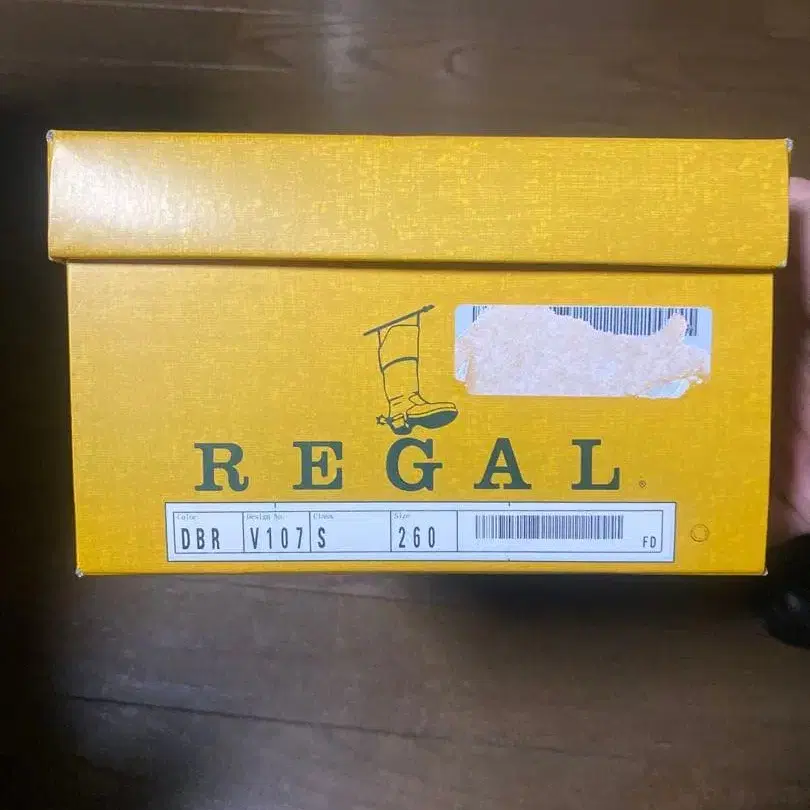 REGAL®
Color Design No. Class Size
DBR V107 S 260 FD